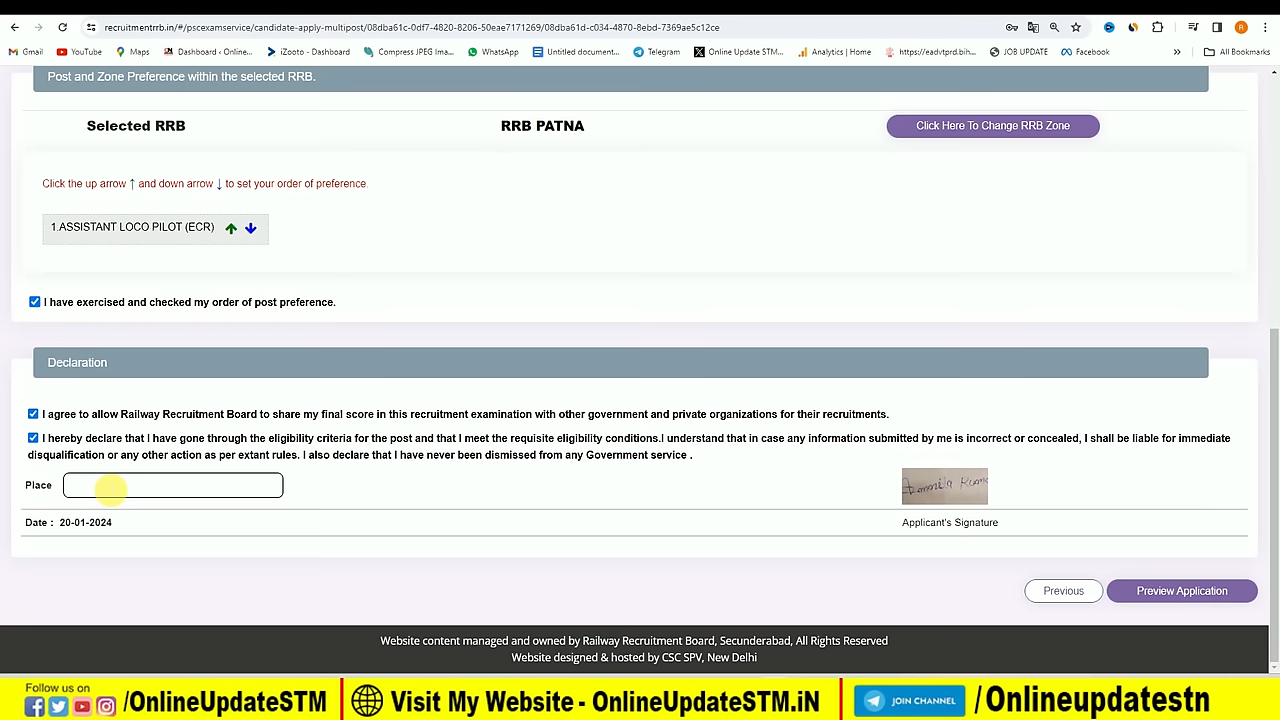 recruitmentrrb.in/#/pscexamservice/candidate-apply-multipost/08dba61c-0df7-4820-8206-50eae7171269/08dba61d-c034-4870-8ebd-7369ae5c12ce
Gmail YouTube Maps Dashboard ‹ Online... iZooto - Dashboard Compress JPEG Ima... WhatsApp Untitled document... Telegram Online Update STM... Analytics | Home https://eadvtprd.bih... JOB UPDATE Facebook » All Bookmarks
Post and Zone Preference within the selected RRB.
Selected RRB RRB PATNA Click Here To Change RRB Zone
Click the up arrow ↑ and down arrow ↓ to set your order of preference.
1.ASSISTANT LOCO PILOT (ECR)
I have exercised and checked my order of post preference.
Declaration
I agree to allow Railway Recruitment Board to share my final score in this recruitment examination with other government and private organizations for their recruitments.
I hereby declare that I have gone through the eligibility criteria for the post and that I meet the requisite eligibility conditions.I understand that in case any information submitted by me is incorrect or concealed, I shall be liable for immediate
disqualification or any other action as per extant rules. I also declare that I have never been dismissed from any Government service .
Place
Date : 20-01-2024 Applicant's Signature
Previous Preview Application
Website content managed and owned by Railway Recruitment Board, Secunderabad, All Rights Reserved
Website designed & hosted by CSC SPV, New Delhi
Follow us on
/OnlineUpdateSTM Visit My Website - OnlineUpdateSTM.iN JOIN CHANNEL /Onlineupdatestn